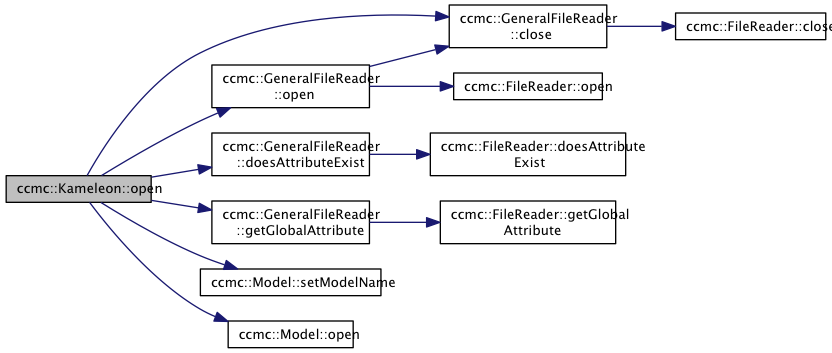 ccmc::GeneralFileReader
::close
ccmc::FileReader::close
ccmc::GeneralFileReader
::open
ccmc::FileReader::open
ccmc::GeneralFileReader
::doesAttributeExist
ccmc::FileReader::doesAttribute
Exist
ccmc::Kameleon::open
ccmc::GeneralFileReader
::getGlobalAttribute
ccmc::FileReader::getGlobal
Attribute
ccmc::Model::setModelName
ccmc::Model::open